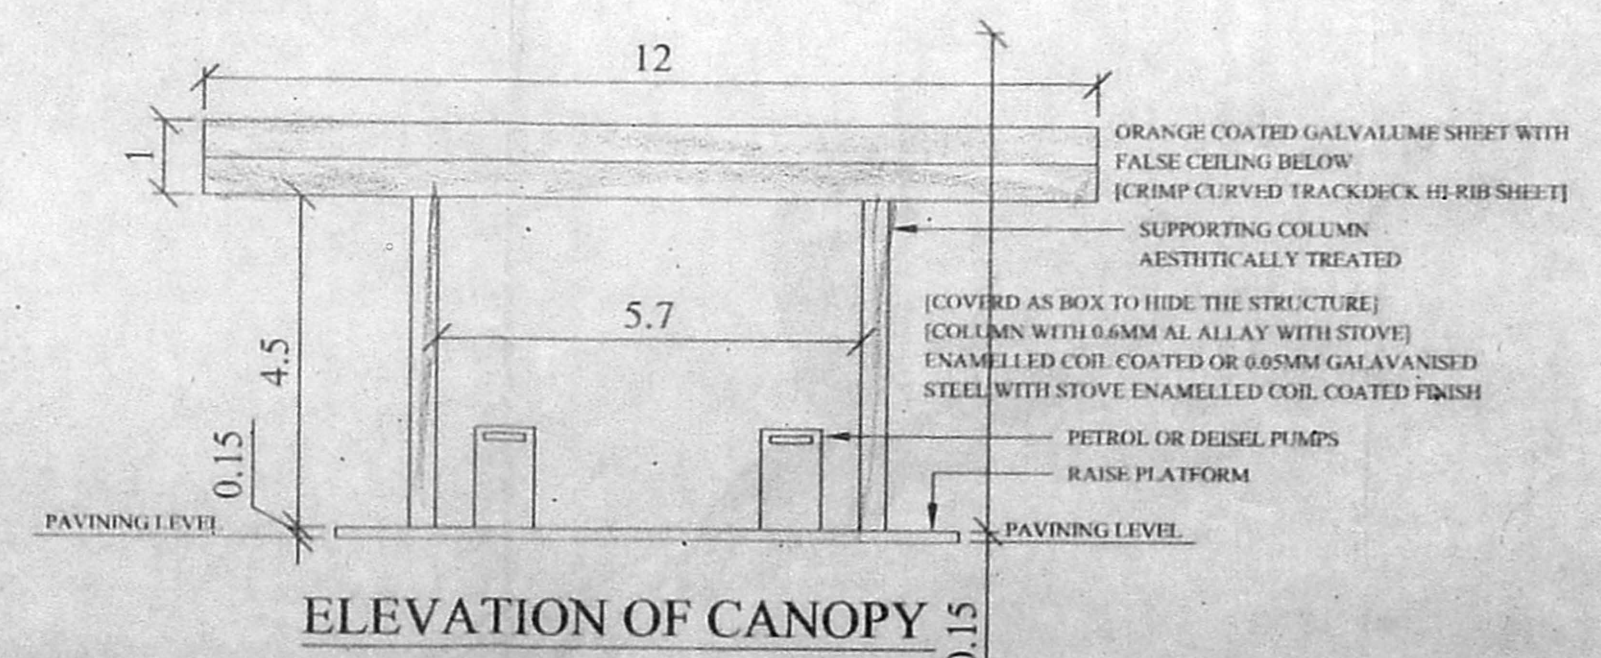 12
ORANGE COATED GALVALUME SHEET WITH
FALSE CEILING BELOW
[CRIMP CURVED TRACKDECK HI-RIB SHEET]
1
SUPPORTING COLUMN
AESTHTICALLY TREATED
[COVERD AS BOX TO HIDE THE STRUCTURE]
[COLUMN WITH 0.6MM AL ALLAY WITH STOVE]
ENAMELLED COIL COATED OR 0.05MM GALAVANISED
STEEL WITH STOVE ENAMELLED COIL COATED FINISH
5.7
4.5
PETROL OR DEISEL PUMPS
RAISE PLATFORM
0.15
PAVINING LEVEL
PAVINING LEVEL
ELEVATION OF CANOPY
0.15